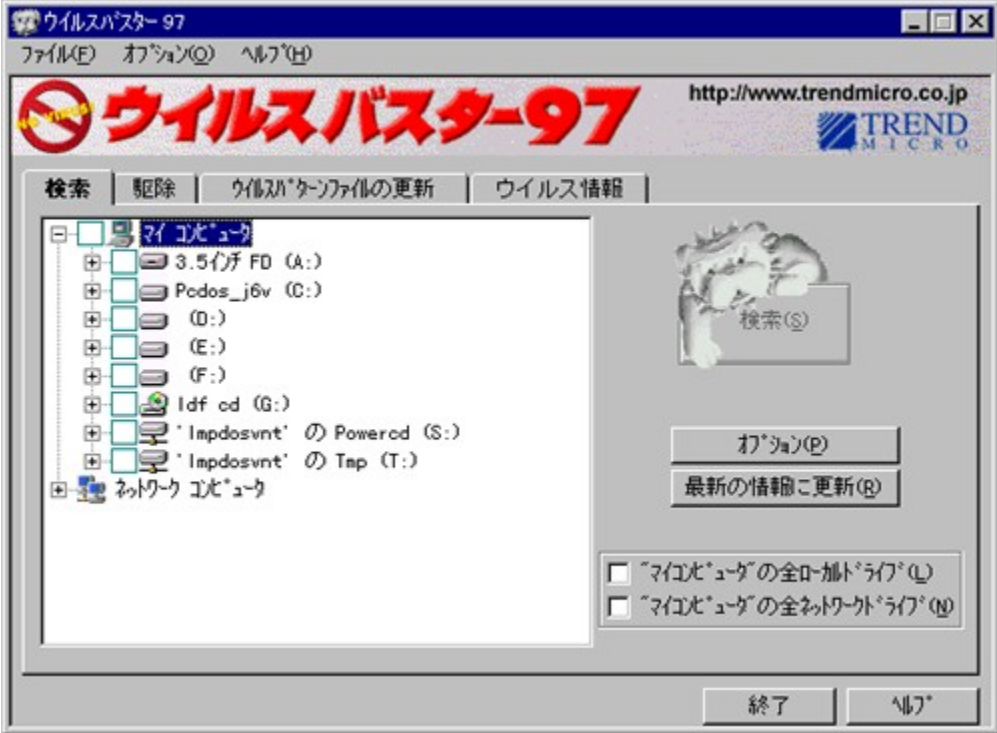 ウイルスバスター 97
ファイル(F) オプション(O) ヘルプ(H)
NO VIRUS!
ウイルスバスター97
http://www.trendmicro.co.jp
TREND
MICRO
検索 駆除 ウイルスパターンファイルの更新 ウイルス情報
マイ コンピュータ
3.5インチ FD (A:)
Pcdos_j6v (C:)
(D:)
(E:)
(F:)
Idf cd (G:)
'Impdosvnt' の Powercd (S:)
'Impdosvnt' の Tmp (T:)
ネットワーク コンピュータ
検索(S)
オプション(P)
最新の情報に更新(R)
"マイコンピュータ"の全ローカルドライブ(L)
"マイコンピュータ"の全ネットワークドライブ(N)
終了 ヘルプ